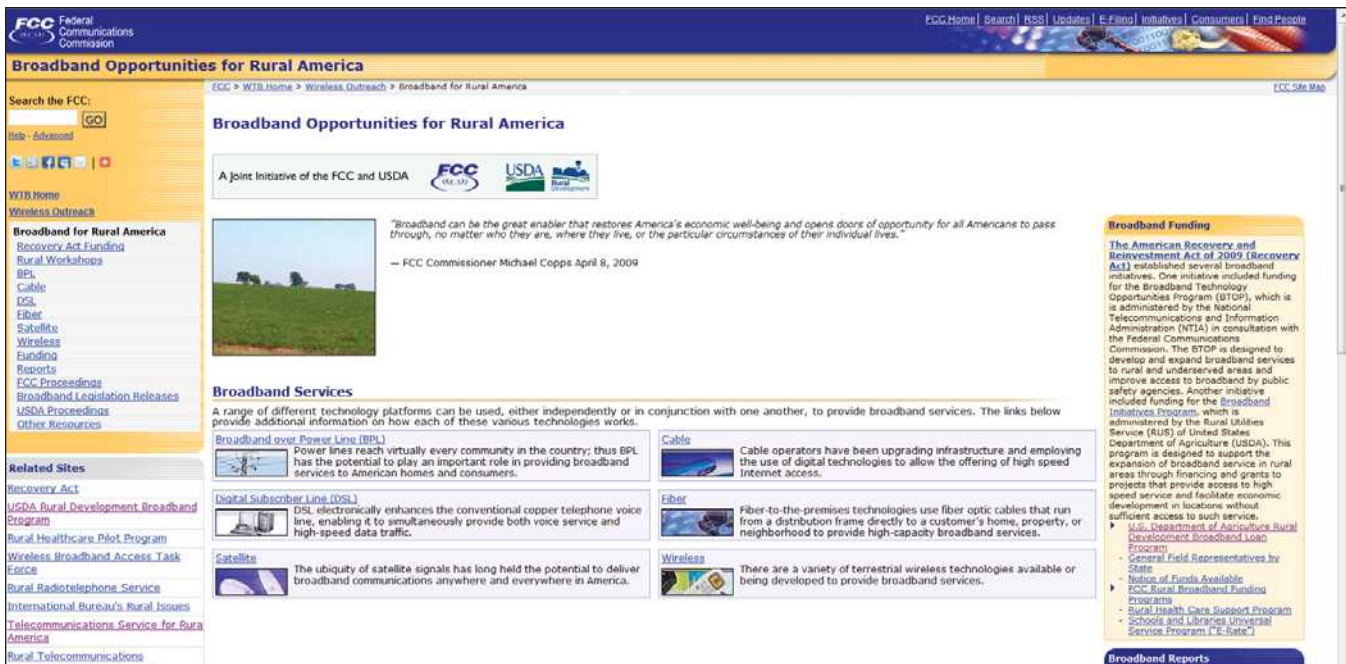 FCC Federal
Communications
Commission
FCC Home | Search | RSS | Updates | E-Filing | Initiatives | Consumers | Find People
Broadband Opportunities for Rural America
FCC > WTB Home > Wireless Outreach > Broadband for Rural America
FCC Site Map
Search the FCC:
GO
Help - Advanced
WTB Home
Wireless Outreach
Broadband for Rural America
Recovery Act Funding
Rural Workshops
BPL
Cable
DSL
Fiber
Satellite
Wireless
Funding
Reports
FCC Proceedings
Broadband Legislation Releases
USDA Proceedings
Other Resources
Related Sites
Recovery Act
USDA Rural Development Broadband
Program
Rural Healthcare Pilot Program
Wireless Broadband Access Task
Force
Rural Radiotelephone Service
International Bureau's Rural Issues
Telecommunications Service for Rura
America
Rural Telecommunications
Broadband Opportunities for Rural America
A Joint Initiative of the FCC and USDA
FCC
USDA
Rural
Development
"Broadband can be the great enabler that restores America's economic well-being and opens doors of opportunity for all Americans to pass
through, no matter who they are, where they live, or the particular circumstances of their individual lives."
— FCC Commissioner Michael Copps April 8, 2009
Broadband Services
A range of different technology platforms can be used, either independently or in conjunction with one another, to provide broadband services. The links below
provide additional information on how each of these various technologies works.
Broadband over Power Line (BPL)
Power lines reach virtually every community in the country; thus BPL
has the potential to play an important role in providing broadband
services to American homes and consumers.
Cable
Cable operators have been upgrading infrastructure and employing
the use of digital technologies to allow the offering of high speed
Internet access.
Digital Subscriber Line (DSL)
DSL electronically enhances the conventional copper telephone voice
line, enabling it to simultaneously provide both voice service and
high-speed data traffic.
Fiber
Fiber-to-the-premises technologies use fiber optic cables that run
from a distribution frame directly to a customer's home, property, or
neighborhood to provide high-capacity broadband services.
Satellite
The ubiquity of satellite signals has long held the potential to deliver
broadband communications anywhere and everywhere in America.
Wireless
There are a variety of terrestrial wireless technologies available or
being developed to provide broadband services.
Broadband Funding
The American Recovery and
Reinvestment Act of 2009 (Recovery
Act) established several broadband
initiatives. One initiative included funding
for the Broadband Technology
Opportunities Program (BTOP), which is
is administered by the National
Telecommunications and Information
Administration (NTIA) in consultation with
the Federal Communications
Commission. The BTOP is designed to
develop and expand broadband services
to rural and underserved areas and
improve access to broadband by public
safety agencies. Another initiative
included funding for the Broadband
Initiatives Program, which is
administered by the Rural Utilities
Service (RUS) of United States
Department of Agriculture (USDA). This
program is designed to support the
expansion of broadband service in rural
areas through financing and grants to
projects that provide access to high
speed service and facilitate economic
development in locations without
sufficient access to such service.
U.S. Department of Agriculture Rural
Development Broadband Loan
Program
- General Field Representatives by
State
- Notice of Funds Available
FCC Rural Broadband Funding
Programs
- Rural Health Care Support Program
- Schools and Libraries Universal
Service Program ("E-Rate")
Broadband Reports